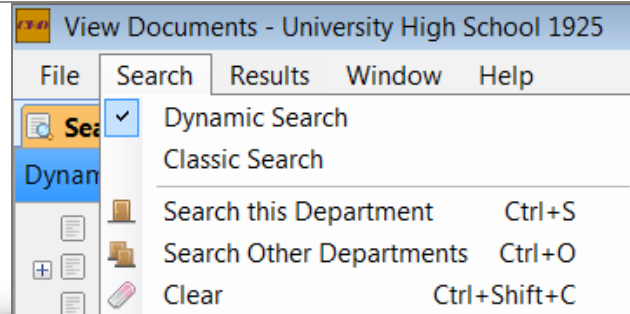 View Documents - University High School 1925
File Search Results Window Help
Dynamic Search
Classic Search
Search this Department Ctrl+S
Search Other Departments Ctrl+O
Clear Ctrl+Shift+C